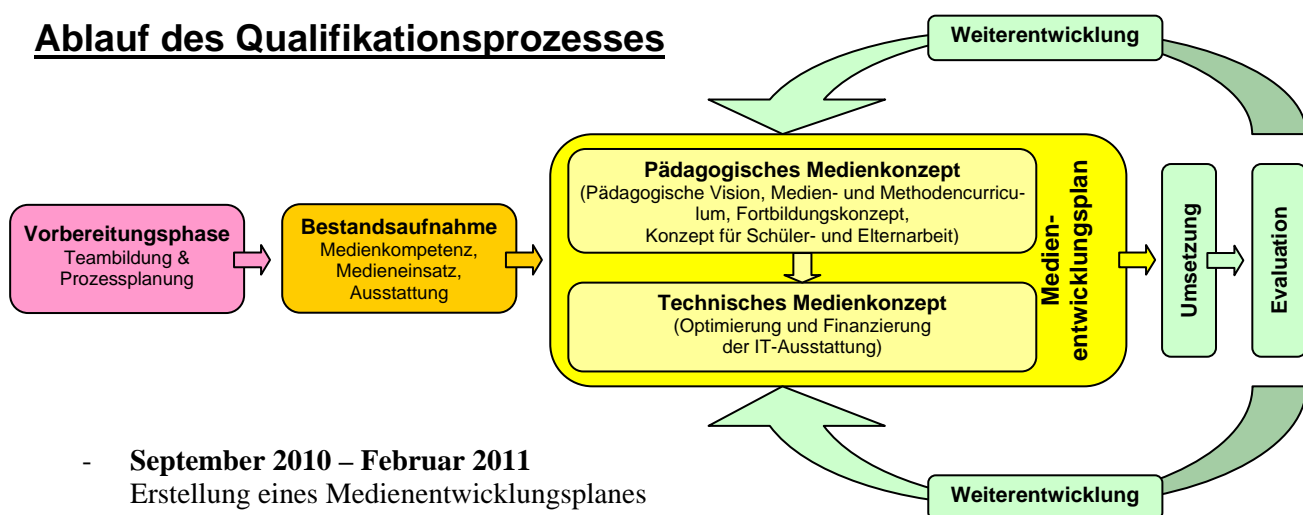 Ablauf des Qualifikationsprozesses
Weiterentwicklung
Vorbereitungsphase
Teambildung &
Prozessplanung
Bestandsaufnahme
Medienkompetenz,
Medieneinsatz,
Ausstattung
Pädagogisches Medienkonzept
(Pädagogische Vision, Medien- und Methodencurricu-
lum, Fortbildungskonzept,
Konzept für Schüler- und Elternarbeit)
Technisches Medienkonzept
(Optimierung und Finanzierung
der IT-Ausstattung)
Medien-
entwicklungsplan
Umsetzung
Evaluation
Weiterentwicklung
- September 2010 – Februar 2011
Erstellung eines Medienentwicklungsplanes